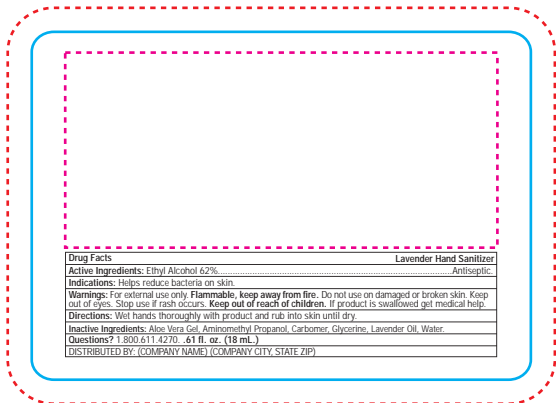 Drug Facts Lavender Hand Sanitizer
Active Ingredients: Ethyl Alcohol 62%. Antiseptic.
Indications: Helps reduce bacteria on skin.
Warnings: For external use only. Flammable, keep away from fire. Do not use on damaged or broken skin. Keep
out of eyes. Stop use if rash occurs. Keep out of reach of children. If product is swallowed get medical help.
Directions: Wet hands thoroughly with product and rub into skin until dry.
Inactive Ingredients: Aloe Vera Gel, Aminomethyl Propanol, Carbomer, Glycerine, Lavender Oil, Water.
Questions? 1.800.611.4270. .61 fl. oz. (18 mL.)
DISTRIBUTED BY: (COMPANY NAME) (COMPANY CITY, STATE ZIP)